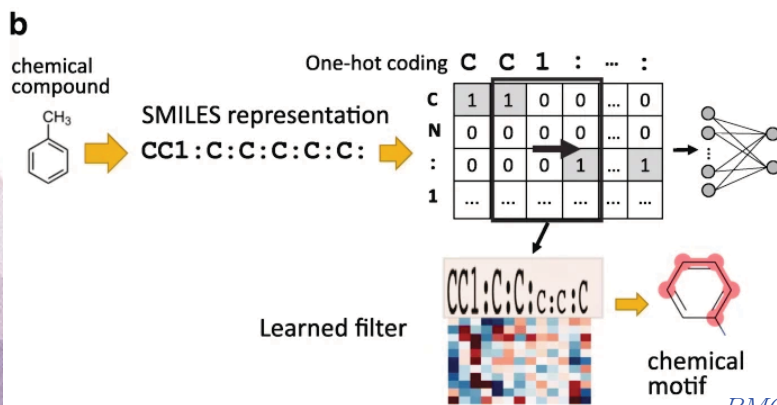 b
chemical
compound
CH₃
SMILES representation
CC1:C:C:C:C:C:
One-hot coding C C 1 : ... :
C 1 1 0 0 ... 0
N 0 0 0 0 ... 0
: 0 0 0 1 ... 1
1 ... ... ... ... ... ...
⋮
Learned filter
CC1:C:C:C:C:C
chemical
motif